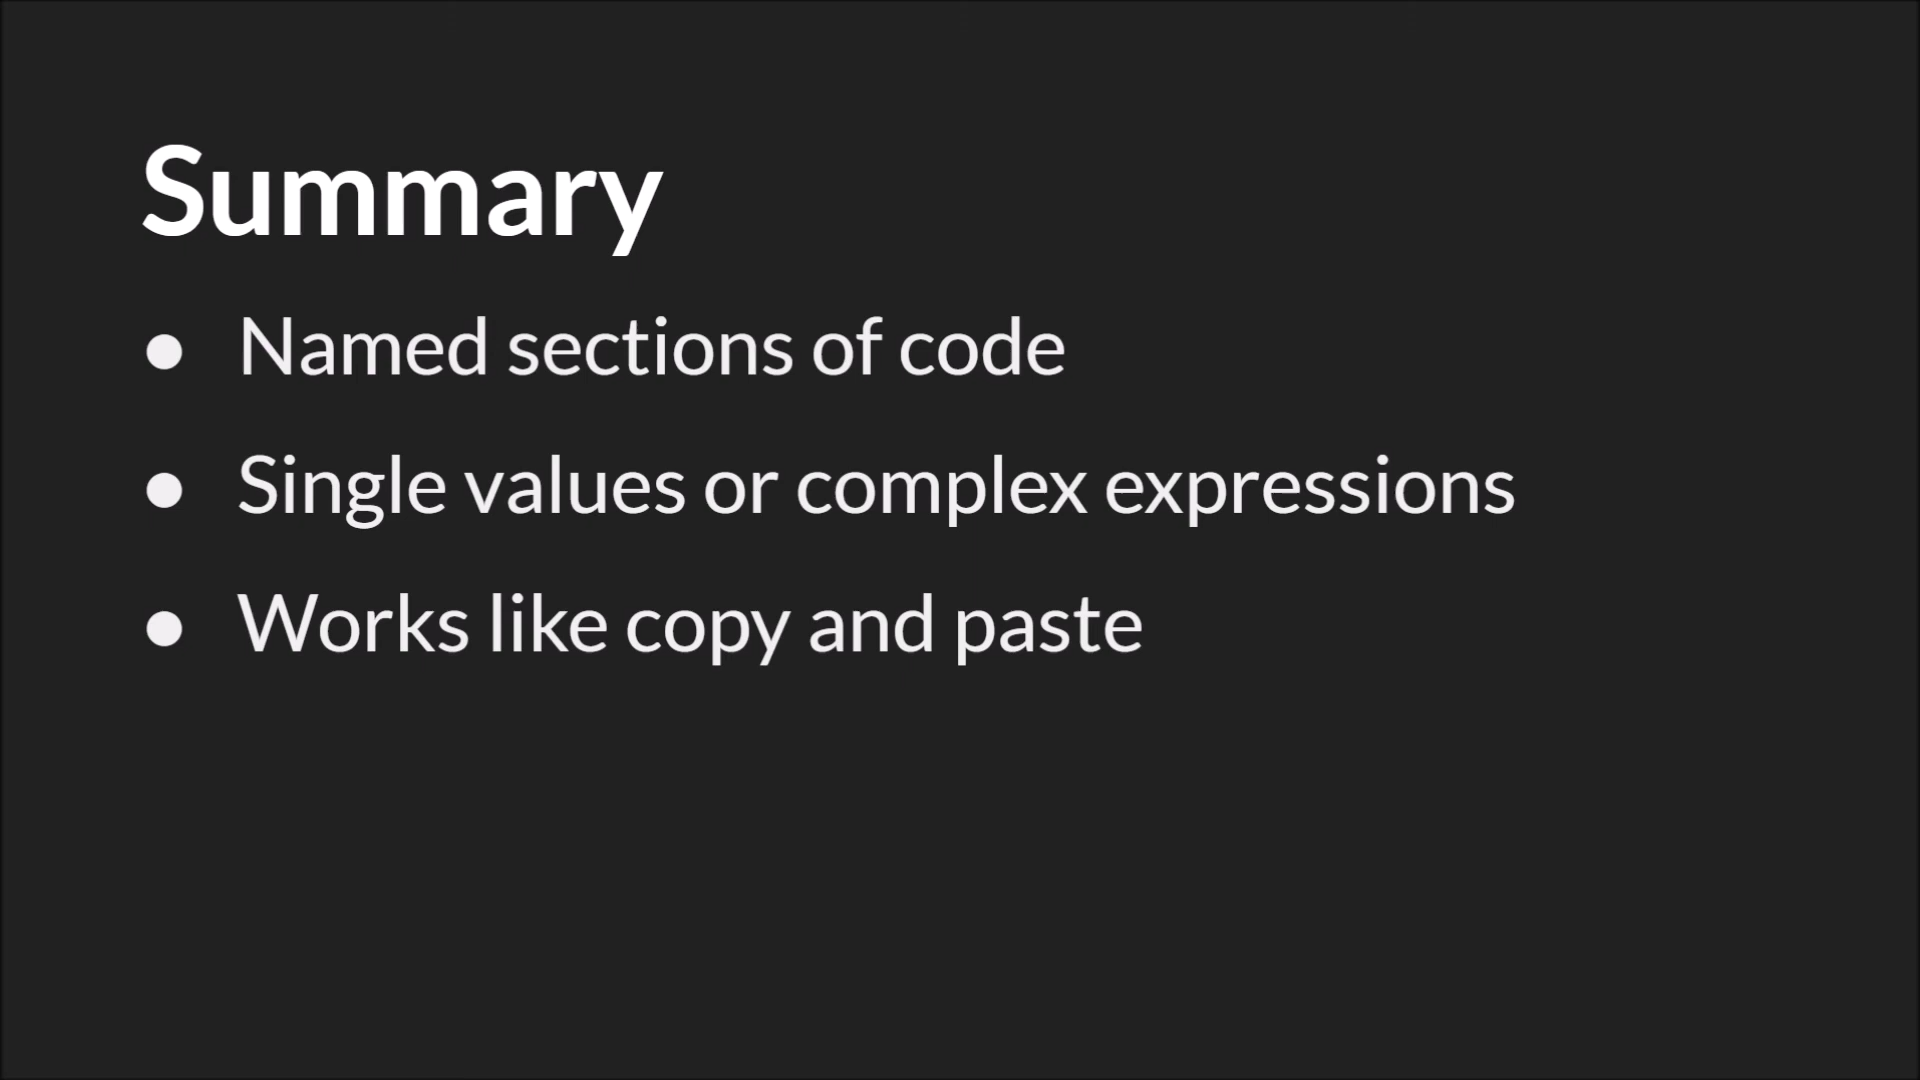 Summary
● Named sections of code
● Single values or complex expressions
● Works like copy and paste